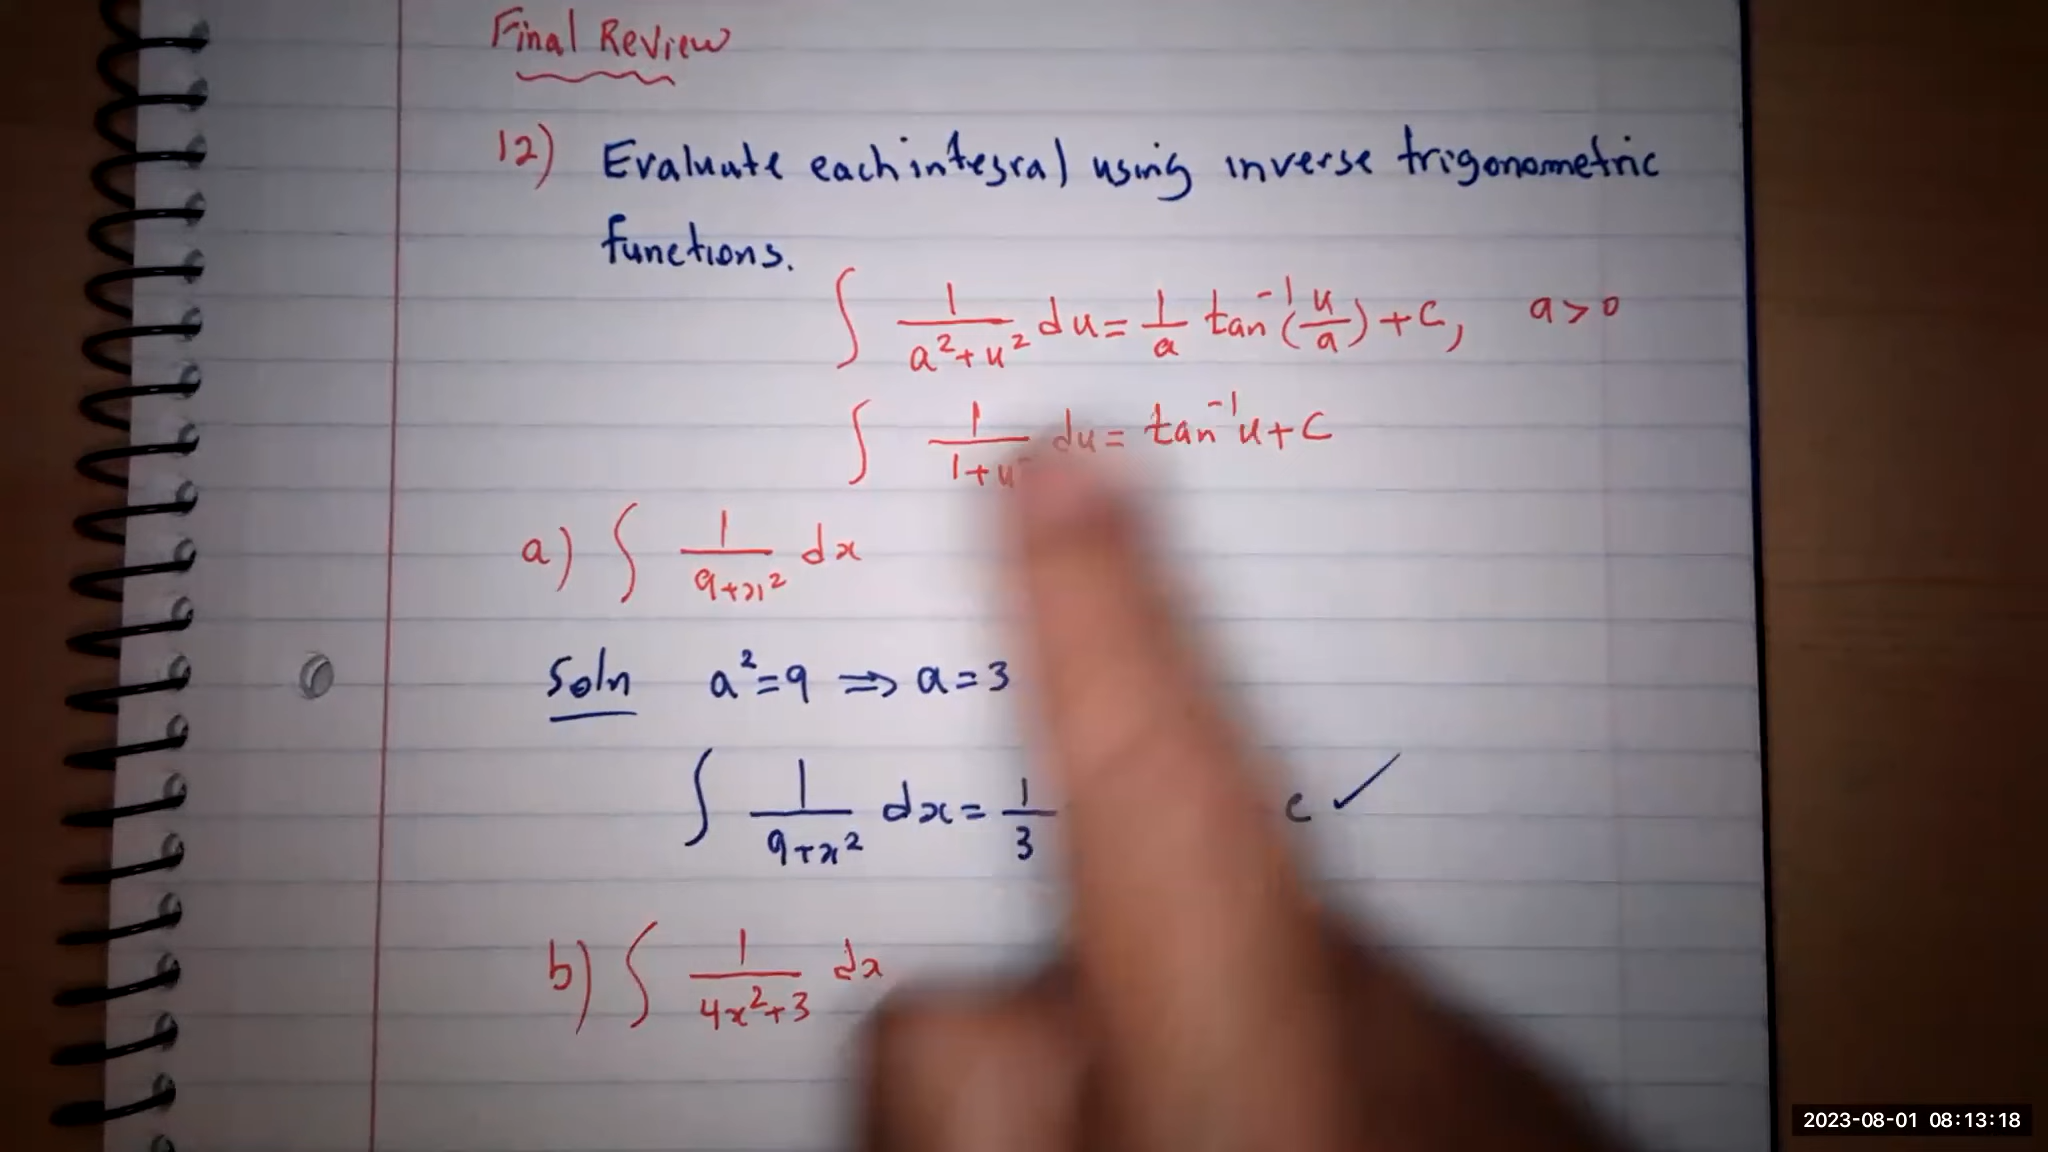 Final Review
12) Evaluate each integral using inverse trigonometric
functions.
∫ 1/(a²+u²) du = 1/a tan⁻¹(u/a) + C, a > 0
∫ 1/(1+u²) du = tan⁻¹u + C
a) ∫ 1/(9+x²) dx
Soln a² = 9 ⇒ a = 3
∫ 1/(9+x²) dx = 1/3 c ✓
b) ∫ 1/(4x²+3) dx
2023-08-01 08:13:18